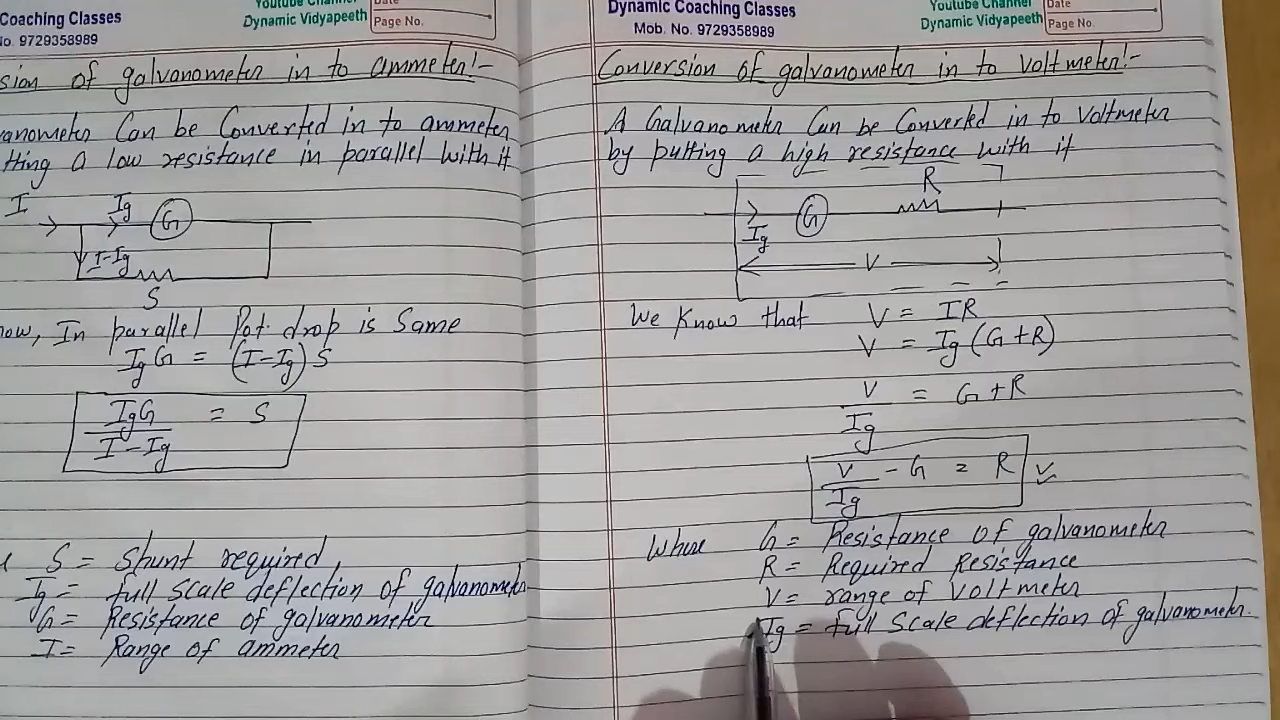 Coaching Classes
No. 9729358989
Youtube Channel
Dynamic Vidyapeeth
Date
Page No.
sion of galvanometer in to ammeter!-
vanometer Can be Converted in to ammeter
tting a low resistance in parallel with it
I
Ig
G
I-Ig
S
now, In parallel Pot. drop is Same
IgG = (I-Ig)S
IgG / I-Ig = S
S = Shunt required
Ig = full scale deflection of galvanometer
G = Resistance of galvanometer
I = Range of ammeter
Dynamic Coaching Classes
Mob. No. 9729358989
Youtube Channel
Dynamic Vidyapeeth
Date
Page No.
Conversion of galvanometer in to voltmeter!-
A Galvanometer Can be Converted in to Voltmeter
by putting a high resistance with it
R
G
Ig
V
We Know that V = IR
V = Ig (G+R)
V / Ig = G+R
V / Ig - G = R
Where G = Resistance of galvanometer
R = Required Resistance
V = range of Voltmeter
Ig = full Scale deflection of galvanometer.